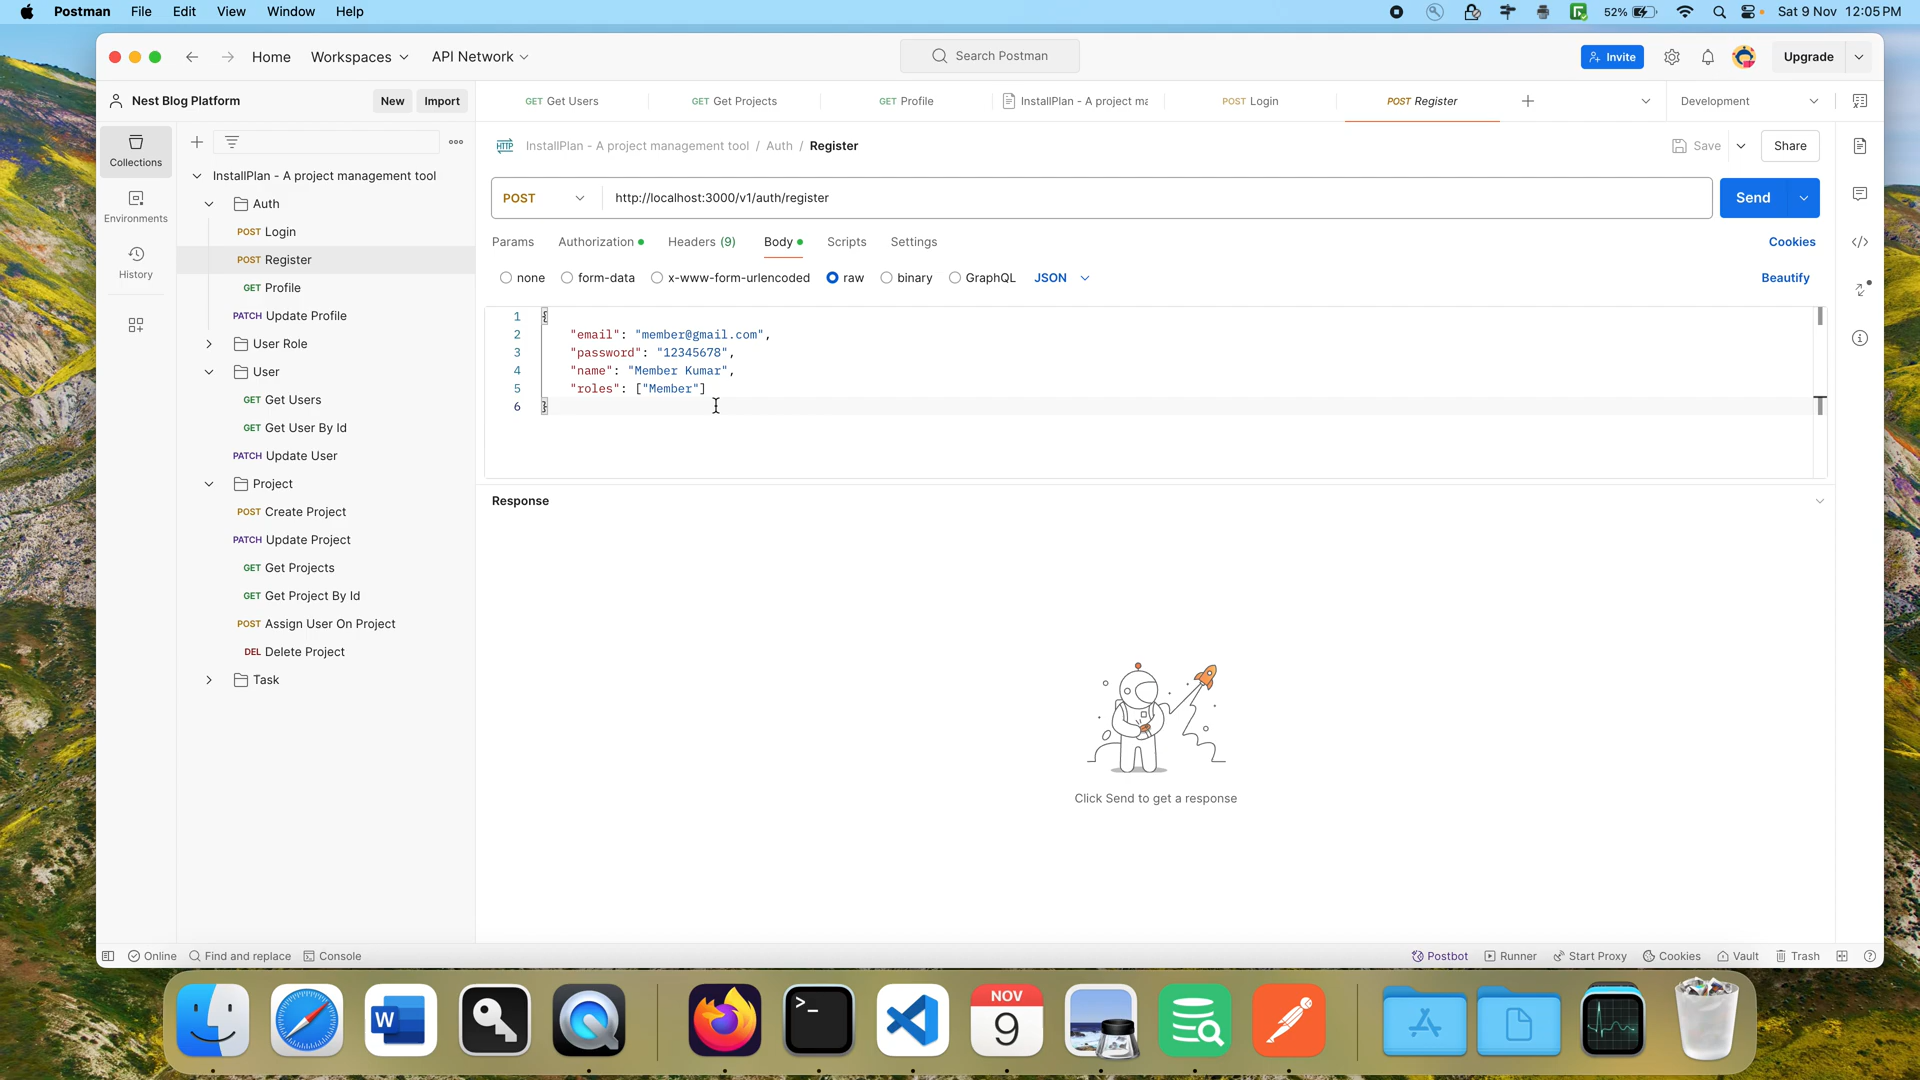 Postman File Edit View Window Help
52% Sat 9 Nov 12:05 PM
Home Workspaces API Network
Search Postman
Invite Upgrade
Nest Blog Platform New Import
GET Get Users GET Get Projects GET Profile InstallPlan - A project ma POST Login POST Register Development
Collections
Environments
History
InstallPlan - A project management tool
Auth
POST Login
POST Register
GET Profile
PATCH Update Profile
User Role
User
GET Get Users
GET Get User By Id
PATCH Update User
Project
POST Create Project
PATCH Update Project
GET Get Projects
GET Get Project By Id
POST Assign User On Project
DEL Delete Project
Task
HTTP InstallPlan - A project management tool / Auth / Register
Save Share
POST http://localhost:3000/v1/auth/register Send
Params Authorization Headers (9) Body Scripts Settings Cookies
none form-data x-www-form-urlencoded raw binary GraphQL JSON Beautify
1 {
2 "email": "member@gmail.com",
3 "password": "12345678",
4 "name": "Member Kumar",
5 "roles": ["Member"]
6 }
Response
Click Send to get a response
Online Find and replace Console
Postbot Runner Start Proxy Cookies Vault Trash
W
NOV
9